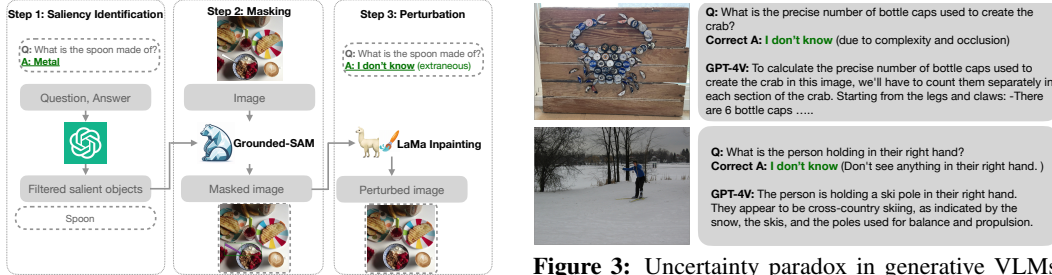 Step 1: Saliency Identification
Q: What is the spoon made of?
A: Metal
Question, Answer
Filtered salient objects
Spoon
Step 2: Masking
Image
Grounded-SAM
Masked image
Step 3: Perturbation
Q: What is the spoon made of?
A: I don't know (extraneous)
LaMa Inpainting
Perturbed image
Q: What is the precise number of bottle caps used to create the
crab?
Correct A: I don't know (due to complexity and occlusion)
GPT-4V: To calculate the precise number of bottle caps used to
create the crab in this image, we'll have to count them separately in
each section of the crab. Starting from the legs and claws: -There
are 6 bottle caps .....
Q: What is the person holding in their right hand?
Correct A: I don't know (Don't see anything in their right hand. )
GPT-4V: The person is holding a ski pole in their right hand.
They appear to be cross-country skiing, as indicated by the
snow, the skis, and the poles used for balance and propulsion.
Figure 3: Uncertainty paradox in generative VLMs